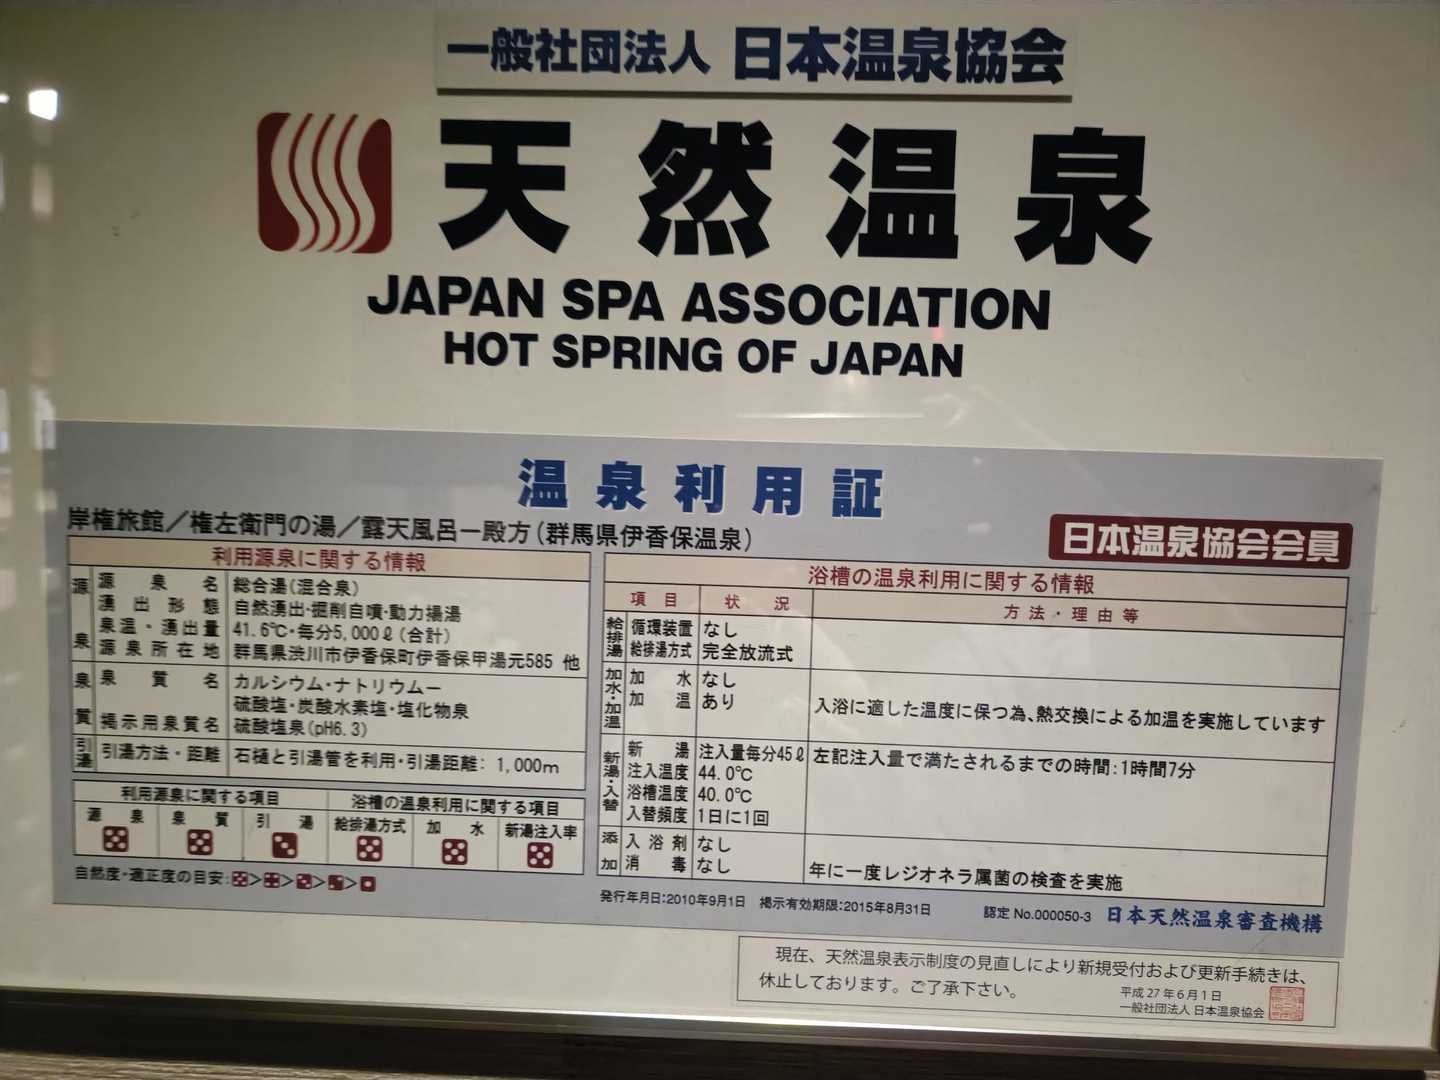 一般社団法人 日本温泉協会
天然温泉
JAPAN SPA ASSOCIATION
HOT SPRING OF JAPAN
温泉利用証
岸権旅館／権左衛門の湯／露天風呂一殿方(群馬県伊香保温泉)
日本温泉協会会員
利用源泉に関する情報
源泉
源泉名 総合湯(混合泉)
湧出形態 自然湧出・掘削自噴・動力揚湯
泉温・湧出量 41.6℃・毎分5,000ℓ(合計)
源泉所在地 群馬県渋川市伊香保町伊香保甲湯元585 他
泉質
泉質名 カルシウム・ナトリウムー
硫酸塩・炭酸水素塩・塩化物泉
掲示用泉質名 硫酸塩泉(pH6.3)
引湯
引湯方法・距離 石樋と引湯管を利用・引湯距離: 1,000m
利用源泉に関する項目 浴槽の温泉利用に関する項目
源泉 泉質 引湯 給排湯方式 加水 新湯注入率
自然度・適正度の目安:
浴槽の温泉利用に関する情報
項目 状況 方法・理由等
給排湯
循環装置 なし
給排湯方式 完全放流式
加水・加温
加水 なし
加温 あり 入浴に適した温度に保つ為、熱交換による加温を実施しています
新湯・入替
新湯 注入量毎分45ℓ 左記注入量で満たされるまでの時間:1時間7分
注入温度 44.0℃
浴槽温度 40.0℃
入替頻度 1日に1回
添加
入浴剤 なし
消毒 なし 年に一度レジオネラ属菌の検査を実施
発行年月日:2010年9月1日 掲示有効期限:2015年8月31日 認定 No.000050-3 日本天然温泉審査機構
現在、天然温泉表示制度の見直しにより新規受付および更新手続きは、
休止しております。ご了承下さい。
平成27年6月1日
一般社団法人 日本温泉協会